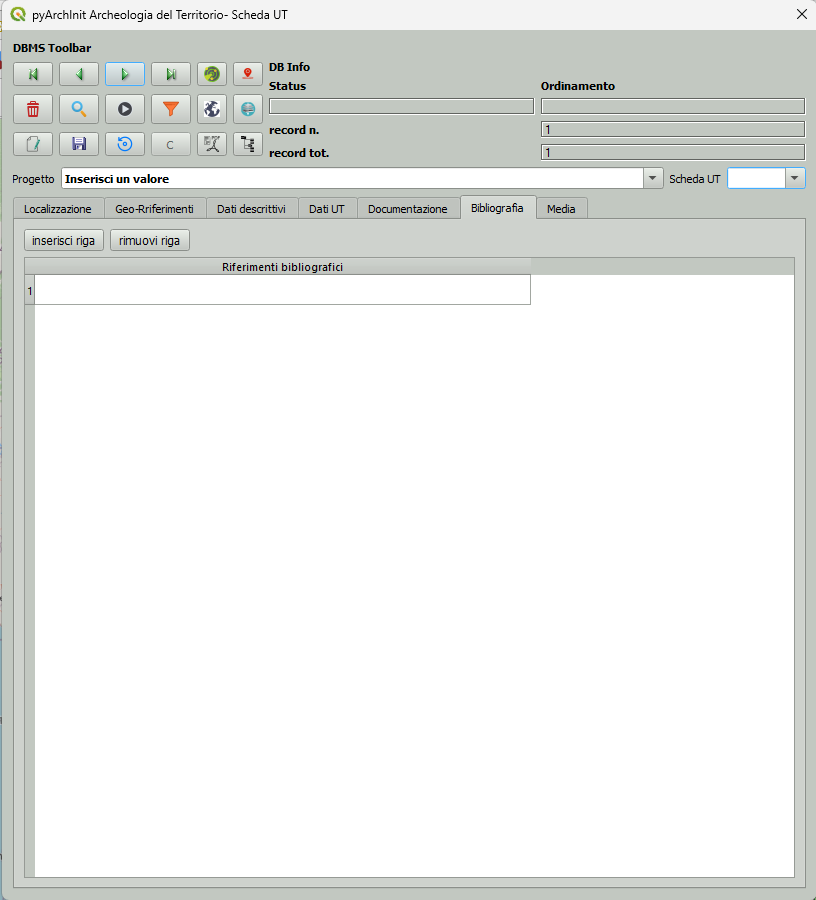 pyArchInit Archeologia del Territorio- Scheda UT
DBMS Toolbar
DB Info
Status
Ordinamento
record n.
1
record tot.
1
C
Progetto
Inserisci un valore
Scheda UT
Localizzazione
Geo-Rriferimenti
Dati descrittivi
Dati UT
Documentazione
Bibliografia
Media
inserisci riga
rimuovi riga
Riferimenti bibliografici
1